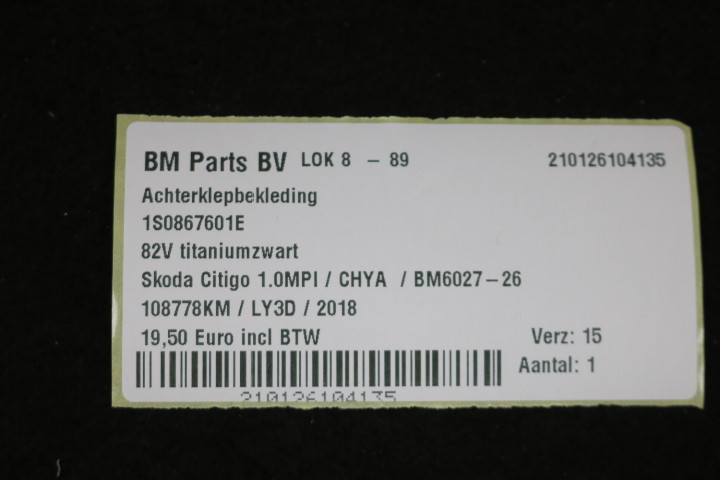 BM Parts BV LOK 8 - 89 210126104135
Achterklepbekleding
1S0867601E
82V titaniumzwart
Skoda Citigo 1.0MPI / CHYA / BM6027-26
108778KM / LY3D / 2018
19,50 Euro incl BTW Verz: 15
Aantal: 1
210126104135